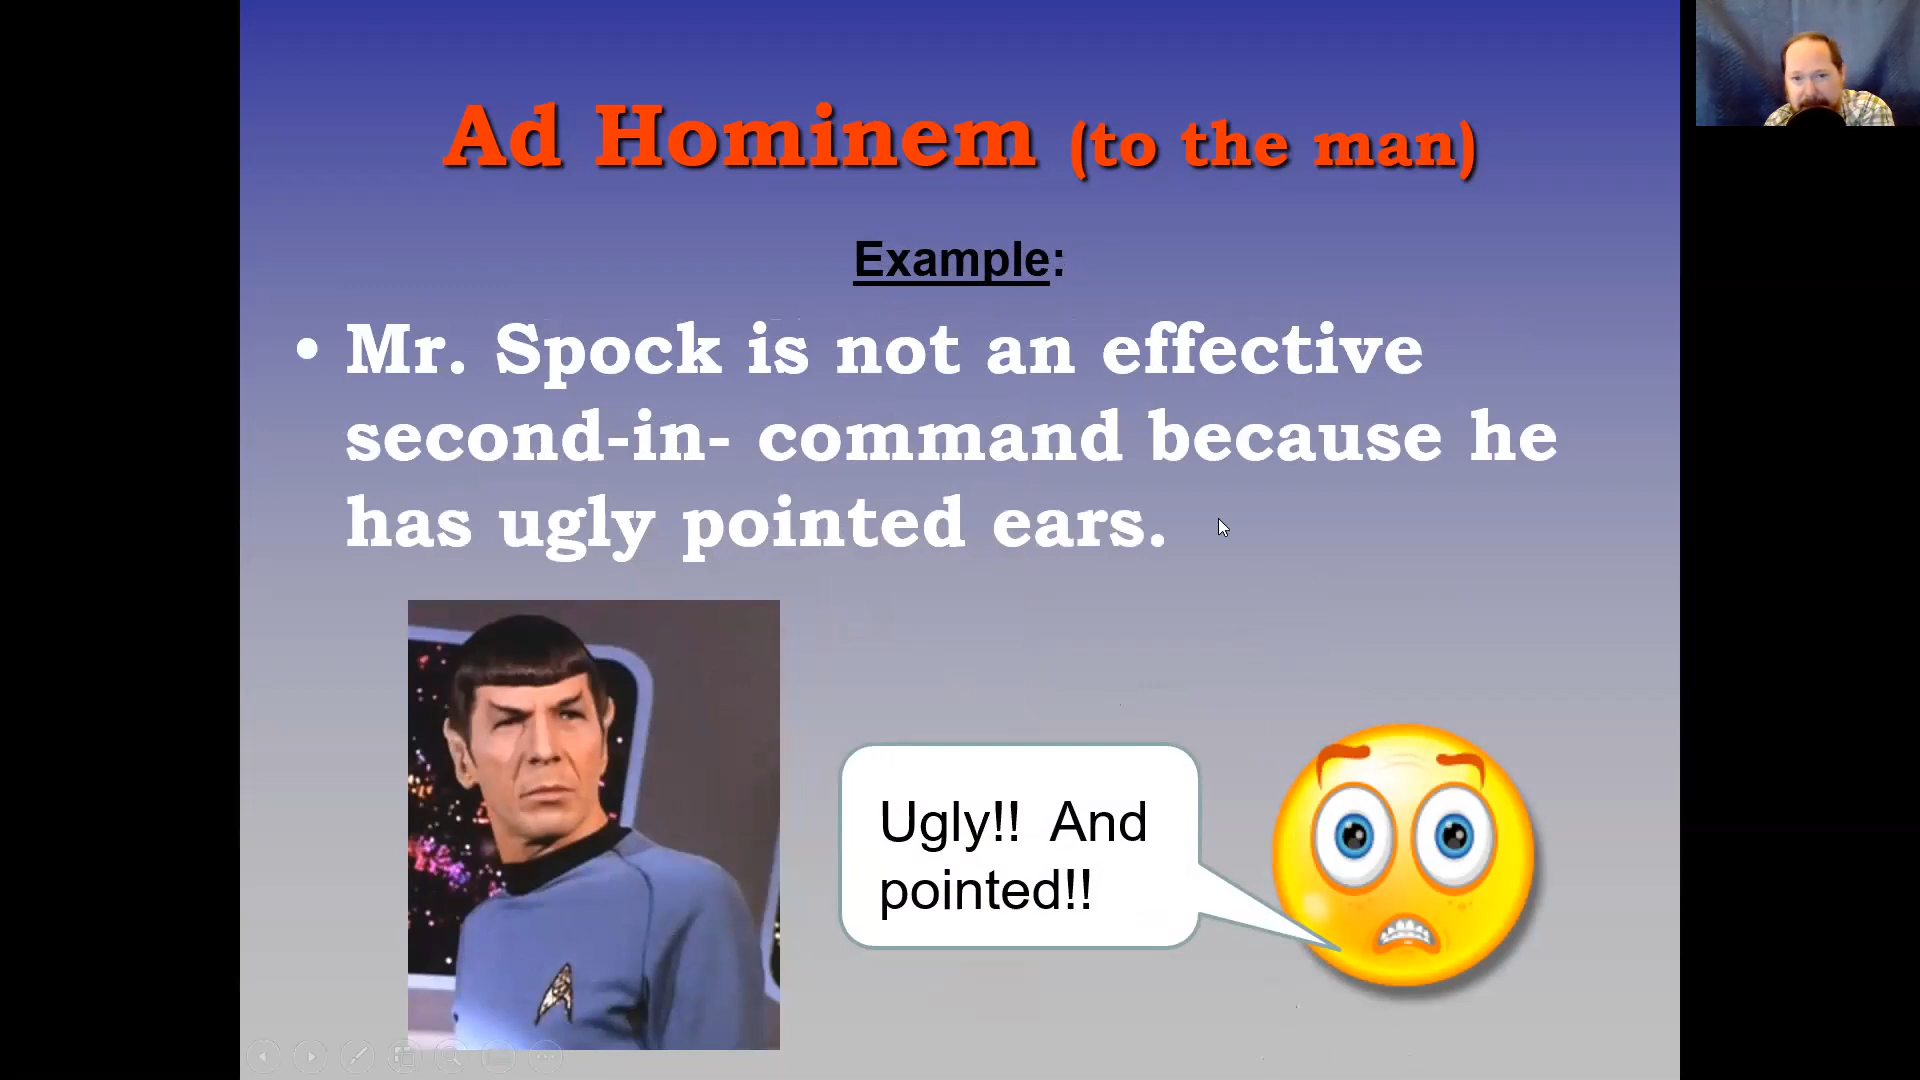 Ad Hominem (to the man)
Example:
• Mr. Spock is not an effective
second-in- command because he
has ugly pointed ears.
Ugly!!  And
pointed!!